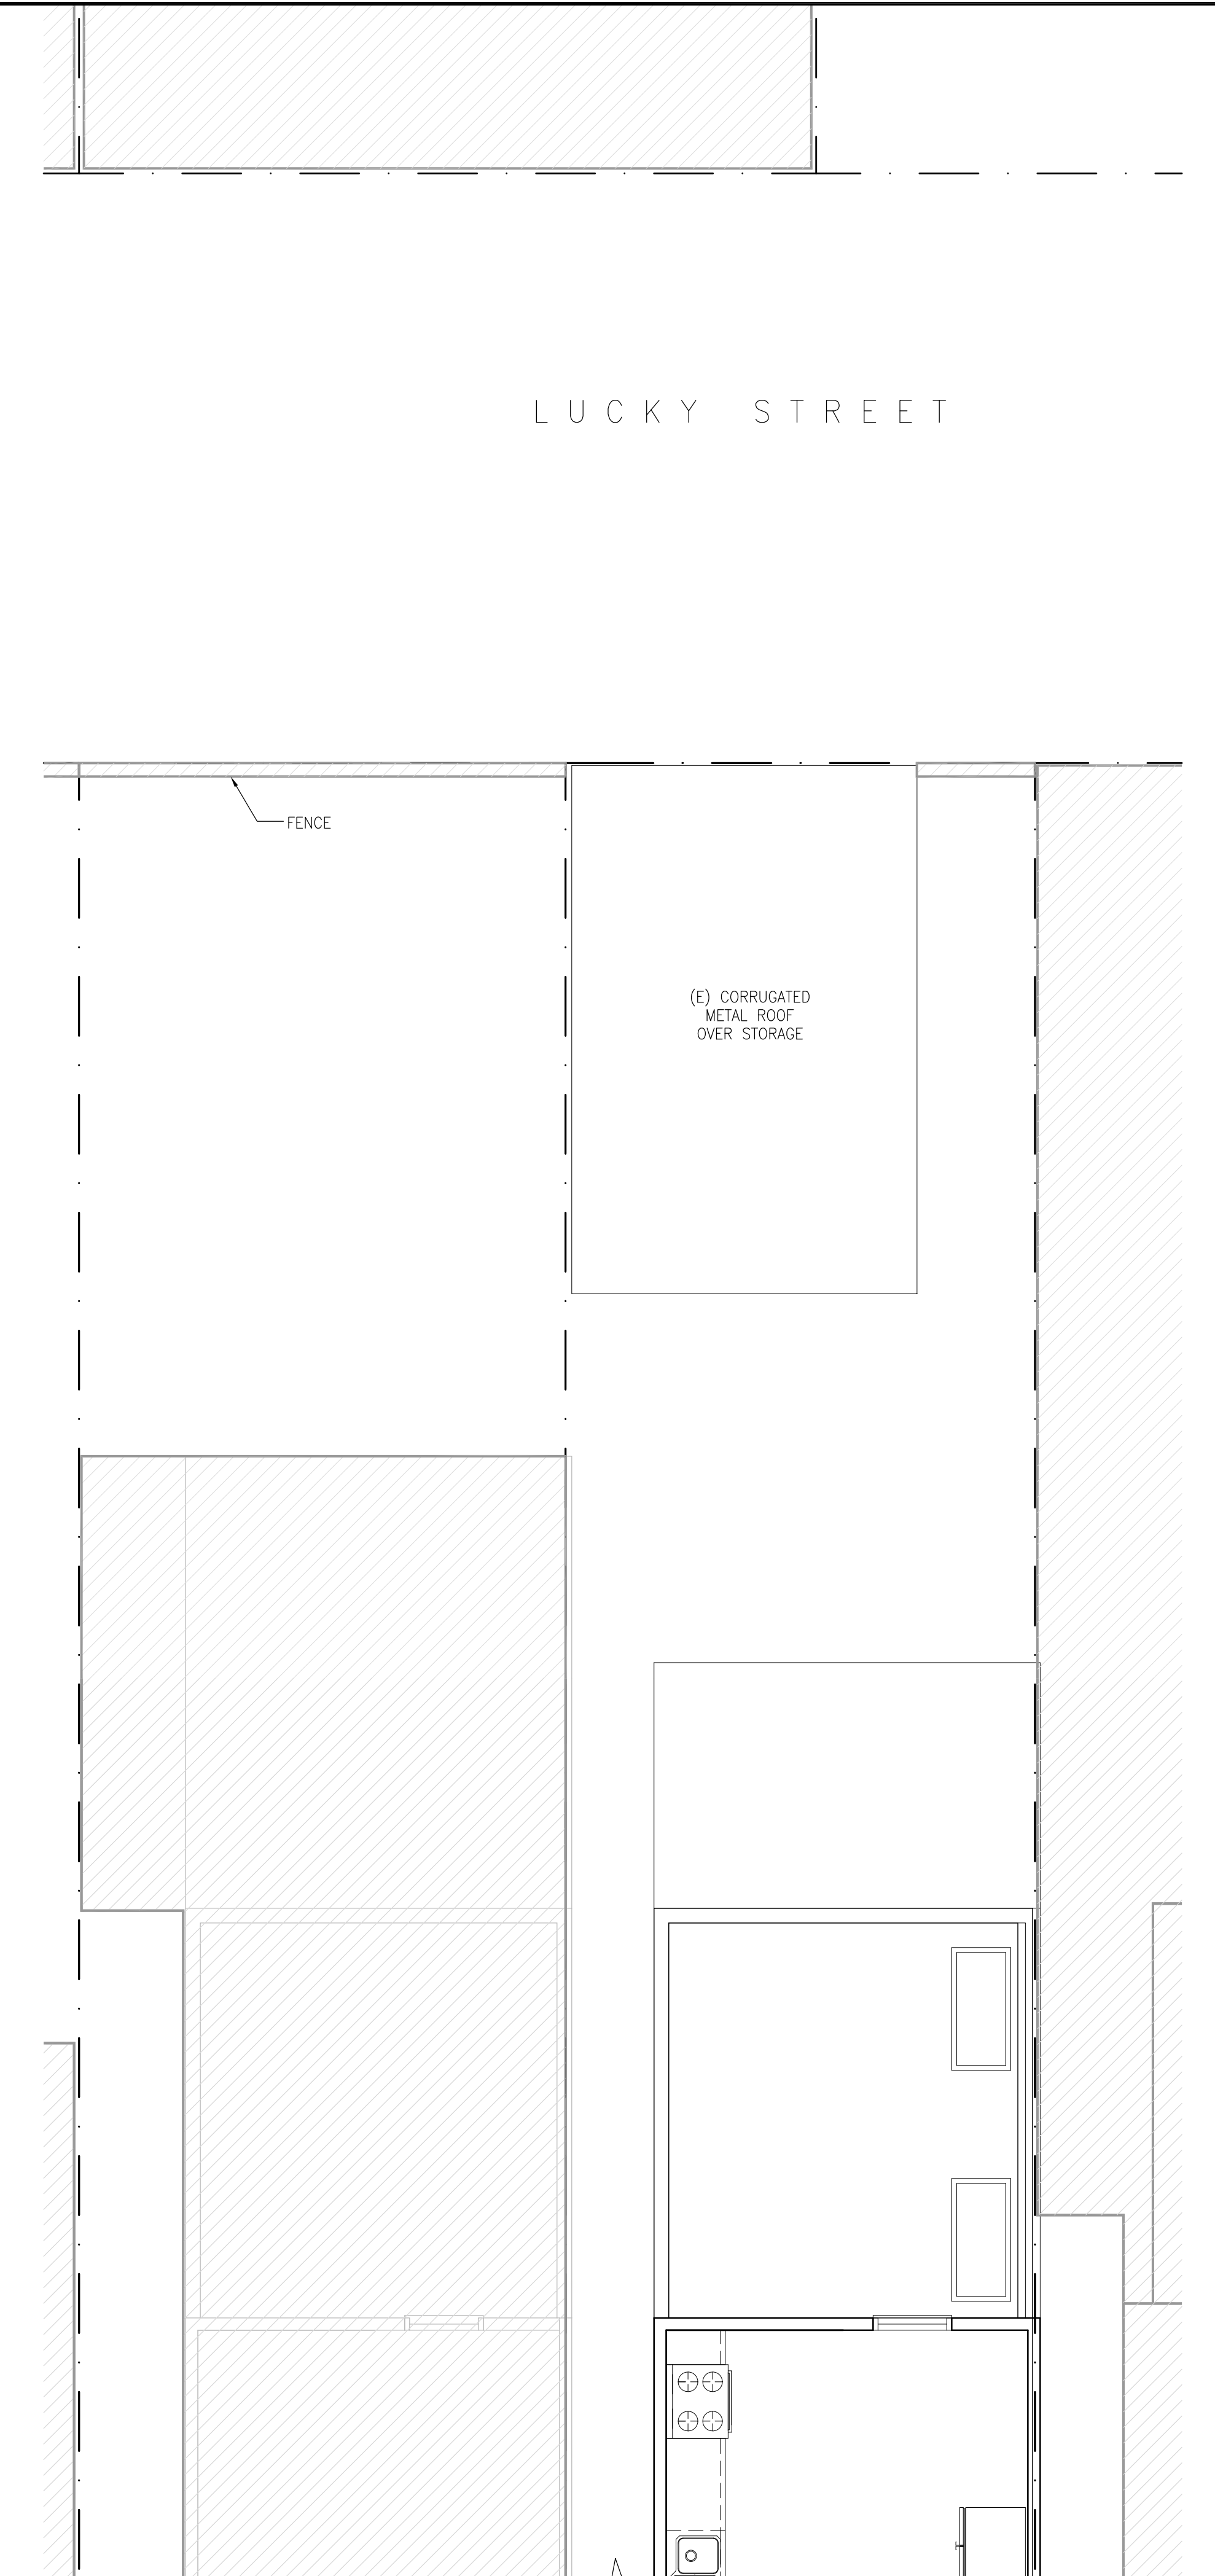 LUCKY STREET
FENCE
(E) CORRUGATED
METAL ROOF
OVER STORAGE